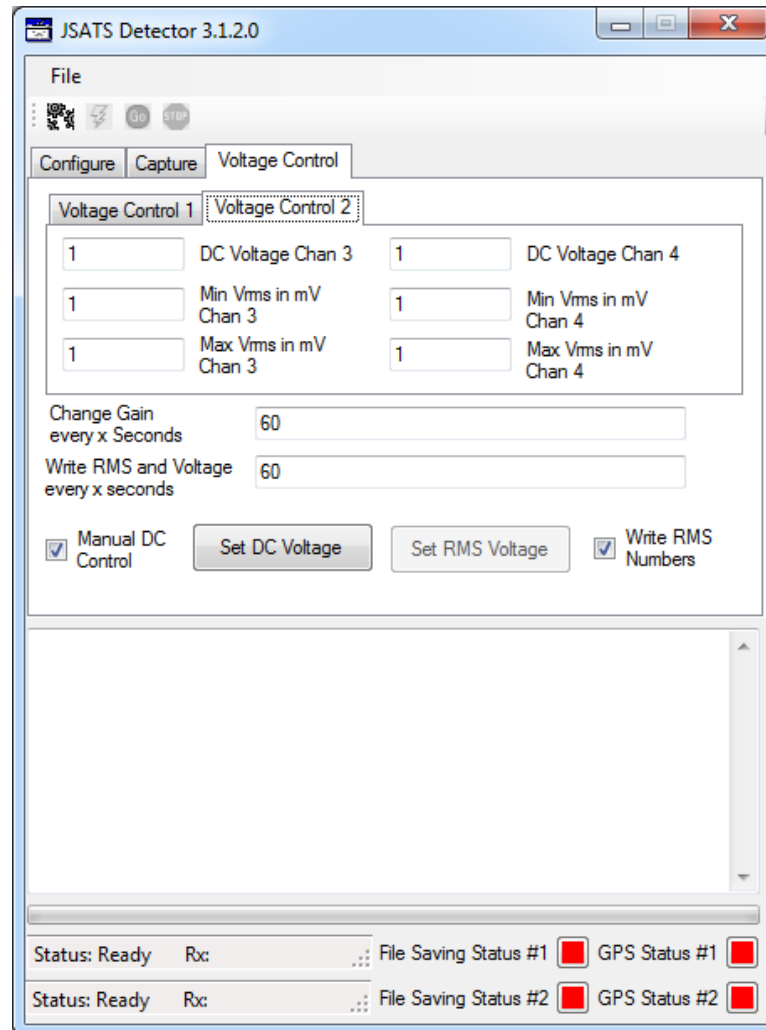 JSATS Detector 3.1.2.0
File
Go
STOP
Configure
Capture
Voltage Control
Voltage Control 1
Voltage Control 2
1
DC Voltage Chan 3
1
DC Voltage Chan 4
1
Min Vrms in mV
Chan 3
1
Min Vrms in mV
Chan 4
1
Max Vrms in mV
Chan 3
1
Max Vrms in mV
Chan 4
Change Gain
every x Seconds
60
Write RMS and Voltage
every x seconds
60
Manual DC
Control
Set DC Voltage
Set RMS Voltage
Write RMS
Numbers
Status: Ready Rx:
File Saving Status #1
GPS Status #1
Status: Ready Rx:
File Saving Status #2
GPS Status #2